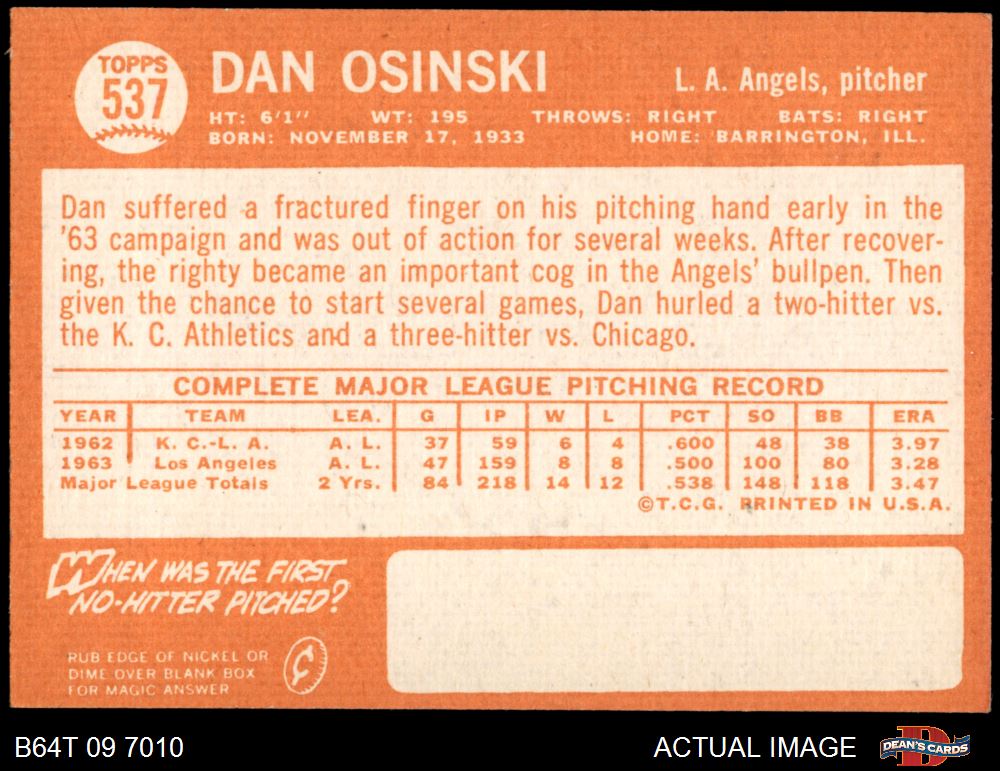 TOPPS
537
DAN OSINSKI
L. A. Angels, pitcher
HT: 6'1" WT: 195 THROWS: RIGHT BATS: RIGHT
BORN: NOVEMBER 17, 1933 HOME: BARRINGTON, ILL.
Dan suffered a fractured finger on his pitching hand early in the
'63 campaign and was out of action for several weeks. After recover-
ing, the righty became an important cog in the Angels' bullpen. Then
given the chance to start several games, Dan hurled a two-hitter vs.
the K. C. Athletics and a three-hitter vs. Chicago.
COMPLETE MAJOR LEAGUE PITCHING RECORD
YEAR TEAM LEA. G IP W L PCT SO BB ERA
1962 K. C.-L. A. A. L. 37 59 6 4 .600 48 38 3.97
1963 Los Angeles A. L. 47 159 8 8 .500 100 80 3.28
Major League Totals 2 Yrs. 84 218 14 12 .538 148 118 3.47
©T.C.G. PRINTED IN U.S.A.
WHEN WAS THE FIRST
NO-HITTER PITCHED?
RUB EDGE OF NICKEL OR
DIME OVER BLANK BOX
FOR MAGIC ANSWER
¢
B64T 09 7010
ACTUAL IMAGE
D
DEAN'S CARDS